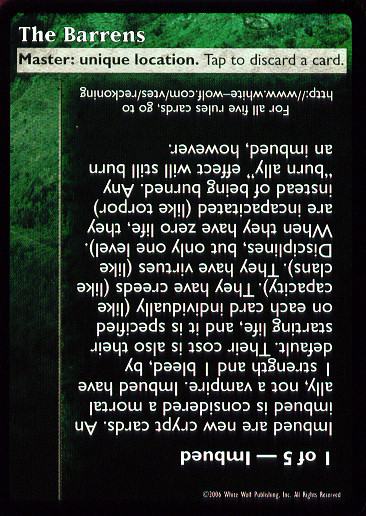 The Barrens
Master: unique location. Tap to discard a card.
1 of 5 — Imbued
Imbued are new crypt cards. An
imbued is considered a mortal
ally, not a vampire. Imbued have
1 strength and 1 bleed, by
default. Their cost is also their
starting life, and it is specified
on each card individually (like
capacity). They have creeds (like
clans). They have virtues (like
Disciplines, but only one level).
When they have zero life, they
are incapacitated (like torpor)
instead of being burned. Any
"burn ally" effect will still burn
an imbued, however.
For all five rules cards, go to
http://www.white-wolf.com/vtes/reckoning
©2006 White Wolf Publishing, Inc. All Rights Reserved